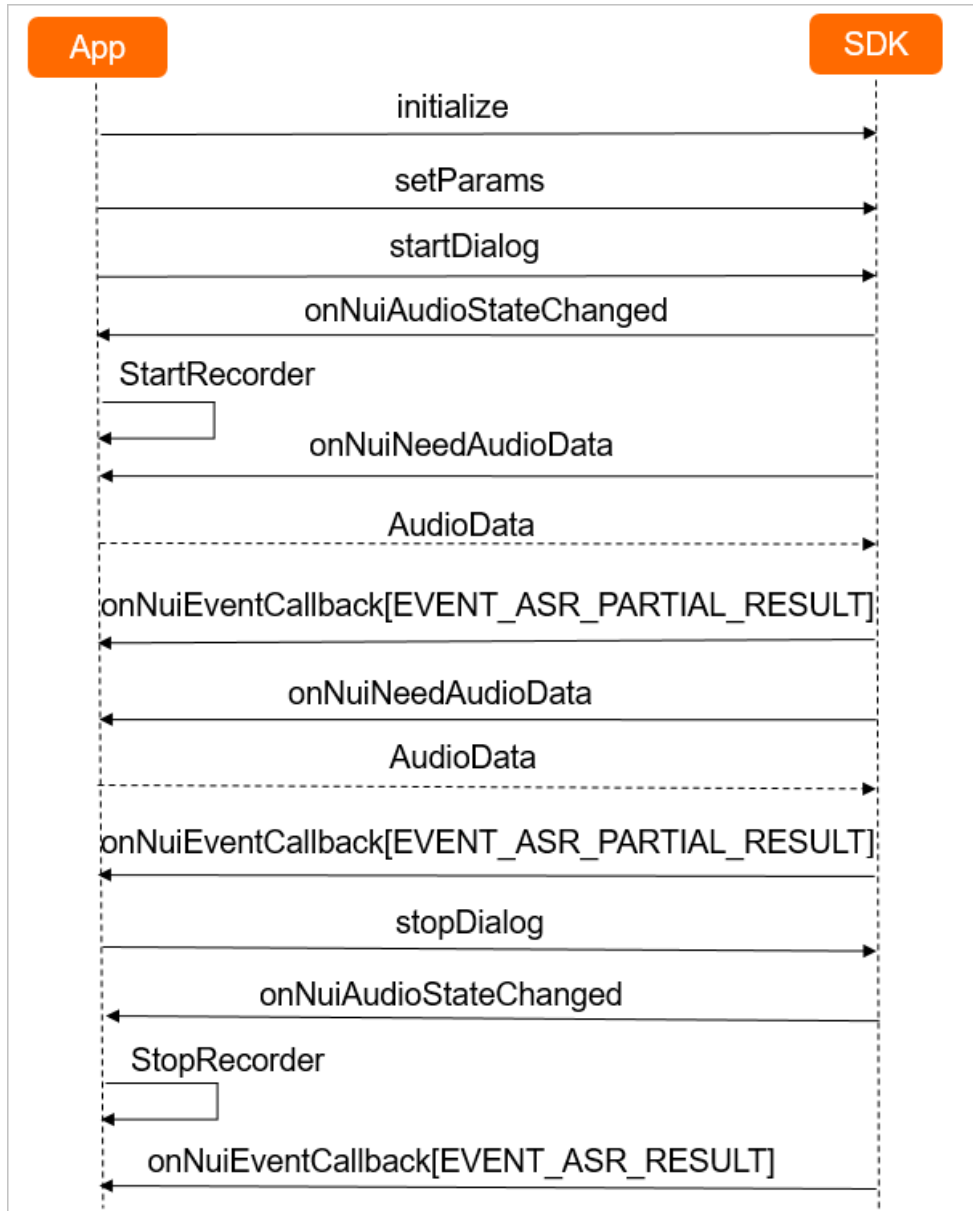 App
SDK
initialize
setParams
startDialog
onNuiAudioStateChanged
StartRecorder
onNuiNeedAudioData
AudioData
onNuiEventCallback[EVENT_ASR_PARTIAL_RESULT]
onNuiNeedAudioData
AudioData
onNuiEventCallback[EVENT_ASR_PARTIAL_RESULT]
stopDialog
onNuiAudioStateChanged
StopRecorder
onNuiEventCallback[EVENT_ASR_RESULT]